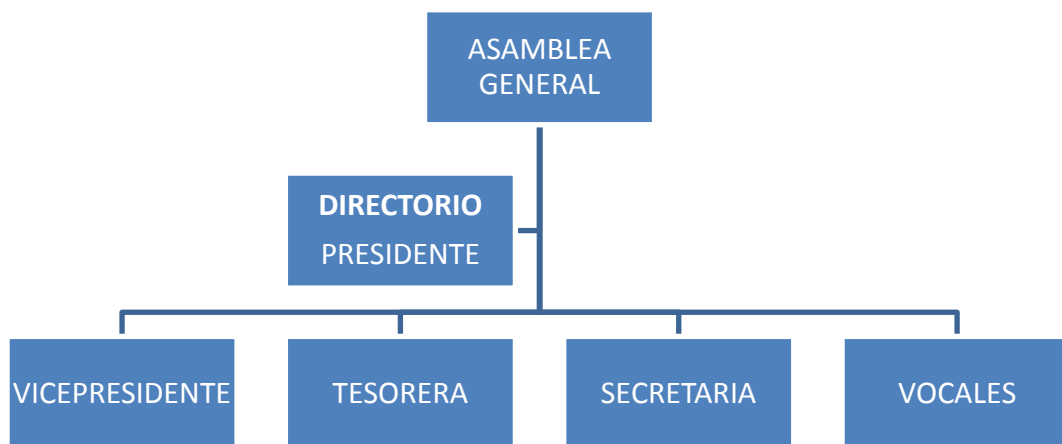 ASAMBLEA
GENERAL
DIRECTORIO
PRESIDENTE
VICEPRESIDENTE
TESORERA
SECRETARIA
VOCALES